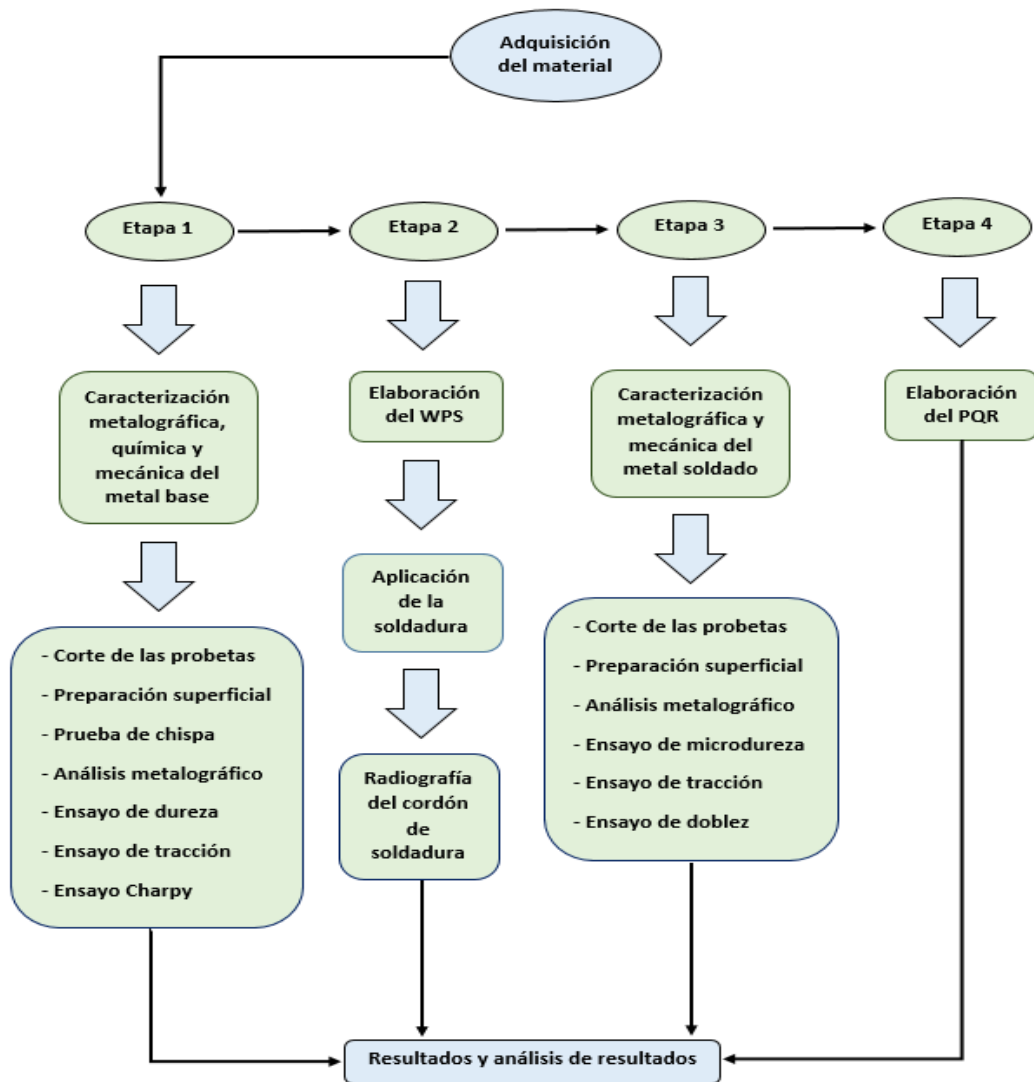 Adquisición
del material
Etapa 1
Etapa 2
Etapa 3
Etapa 4
Caracterización
metalográfica,
química y
mecánica del
metal base
Elaboración
del WPS
Caracterización
metalográfica y
mecánica del
metal soldado
Elaboración
del PQR
Aplicación
de la
soldadura
- Corte de las probetas
- Preparación superficial
- Prueba de chispa
- Análisis metalográfico
- Ensayo de dureza
- Ensayo de tracción
- Ensayo Charpy
Radiografía
del cordón
de
soldadura
- Corte de las probetas
- Preparación superficial
- Análisis metalográfico
- Ensayo de microdureza
- Ensayo de tracción
- Ensayo de doblez
Resultados y análisis de resultados